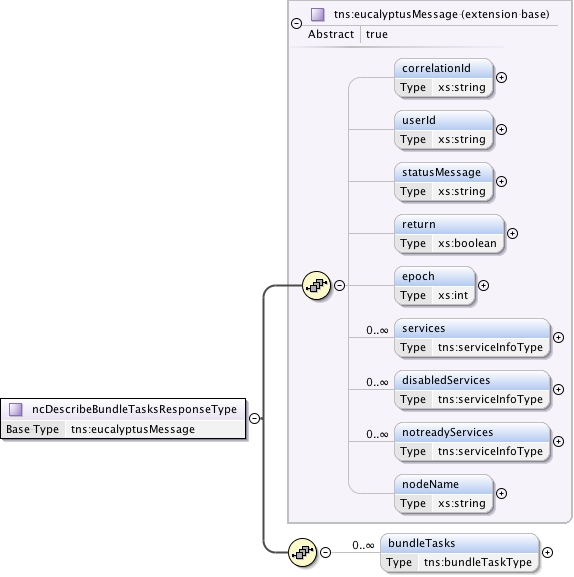 tns:eucalyptusMessage (extension base)
Abstract true
correlationId
Type xs:string
userId
Type xs:string
statusMessage
Type xs:string
return
Type xs:boolean
epoch
Type xs:int
0..∞ services
Type tns:serviceInfoType
0..∞ disabledServices
Type tns:serviceInfoType
0..∞ notreadyServices
Type tns:serviceInfoType
nodeName
Type xs:string
ncDescribeBundleTasksResponseType
Base Type tns:eucalyptusMessage
0..∞ bundleTasks
Type tns:bundleTaskType